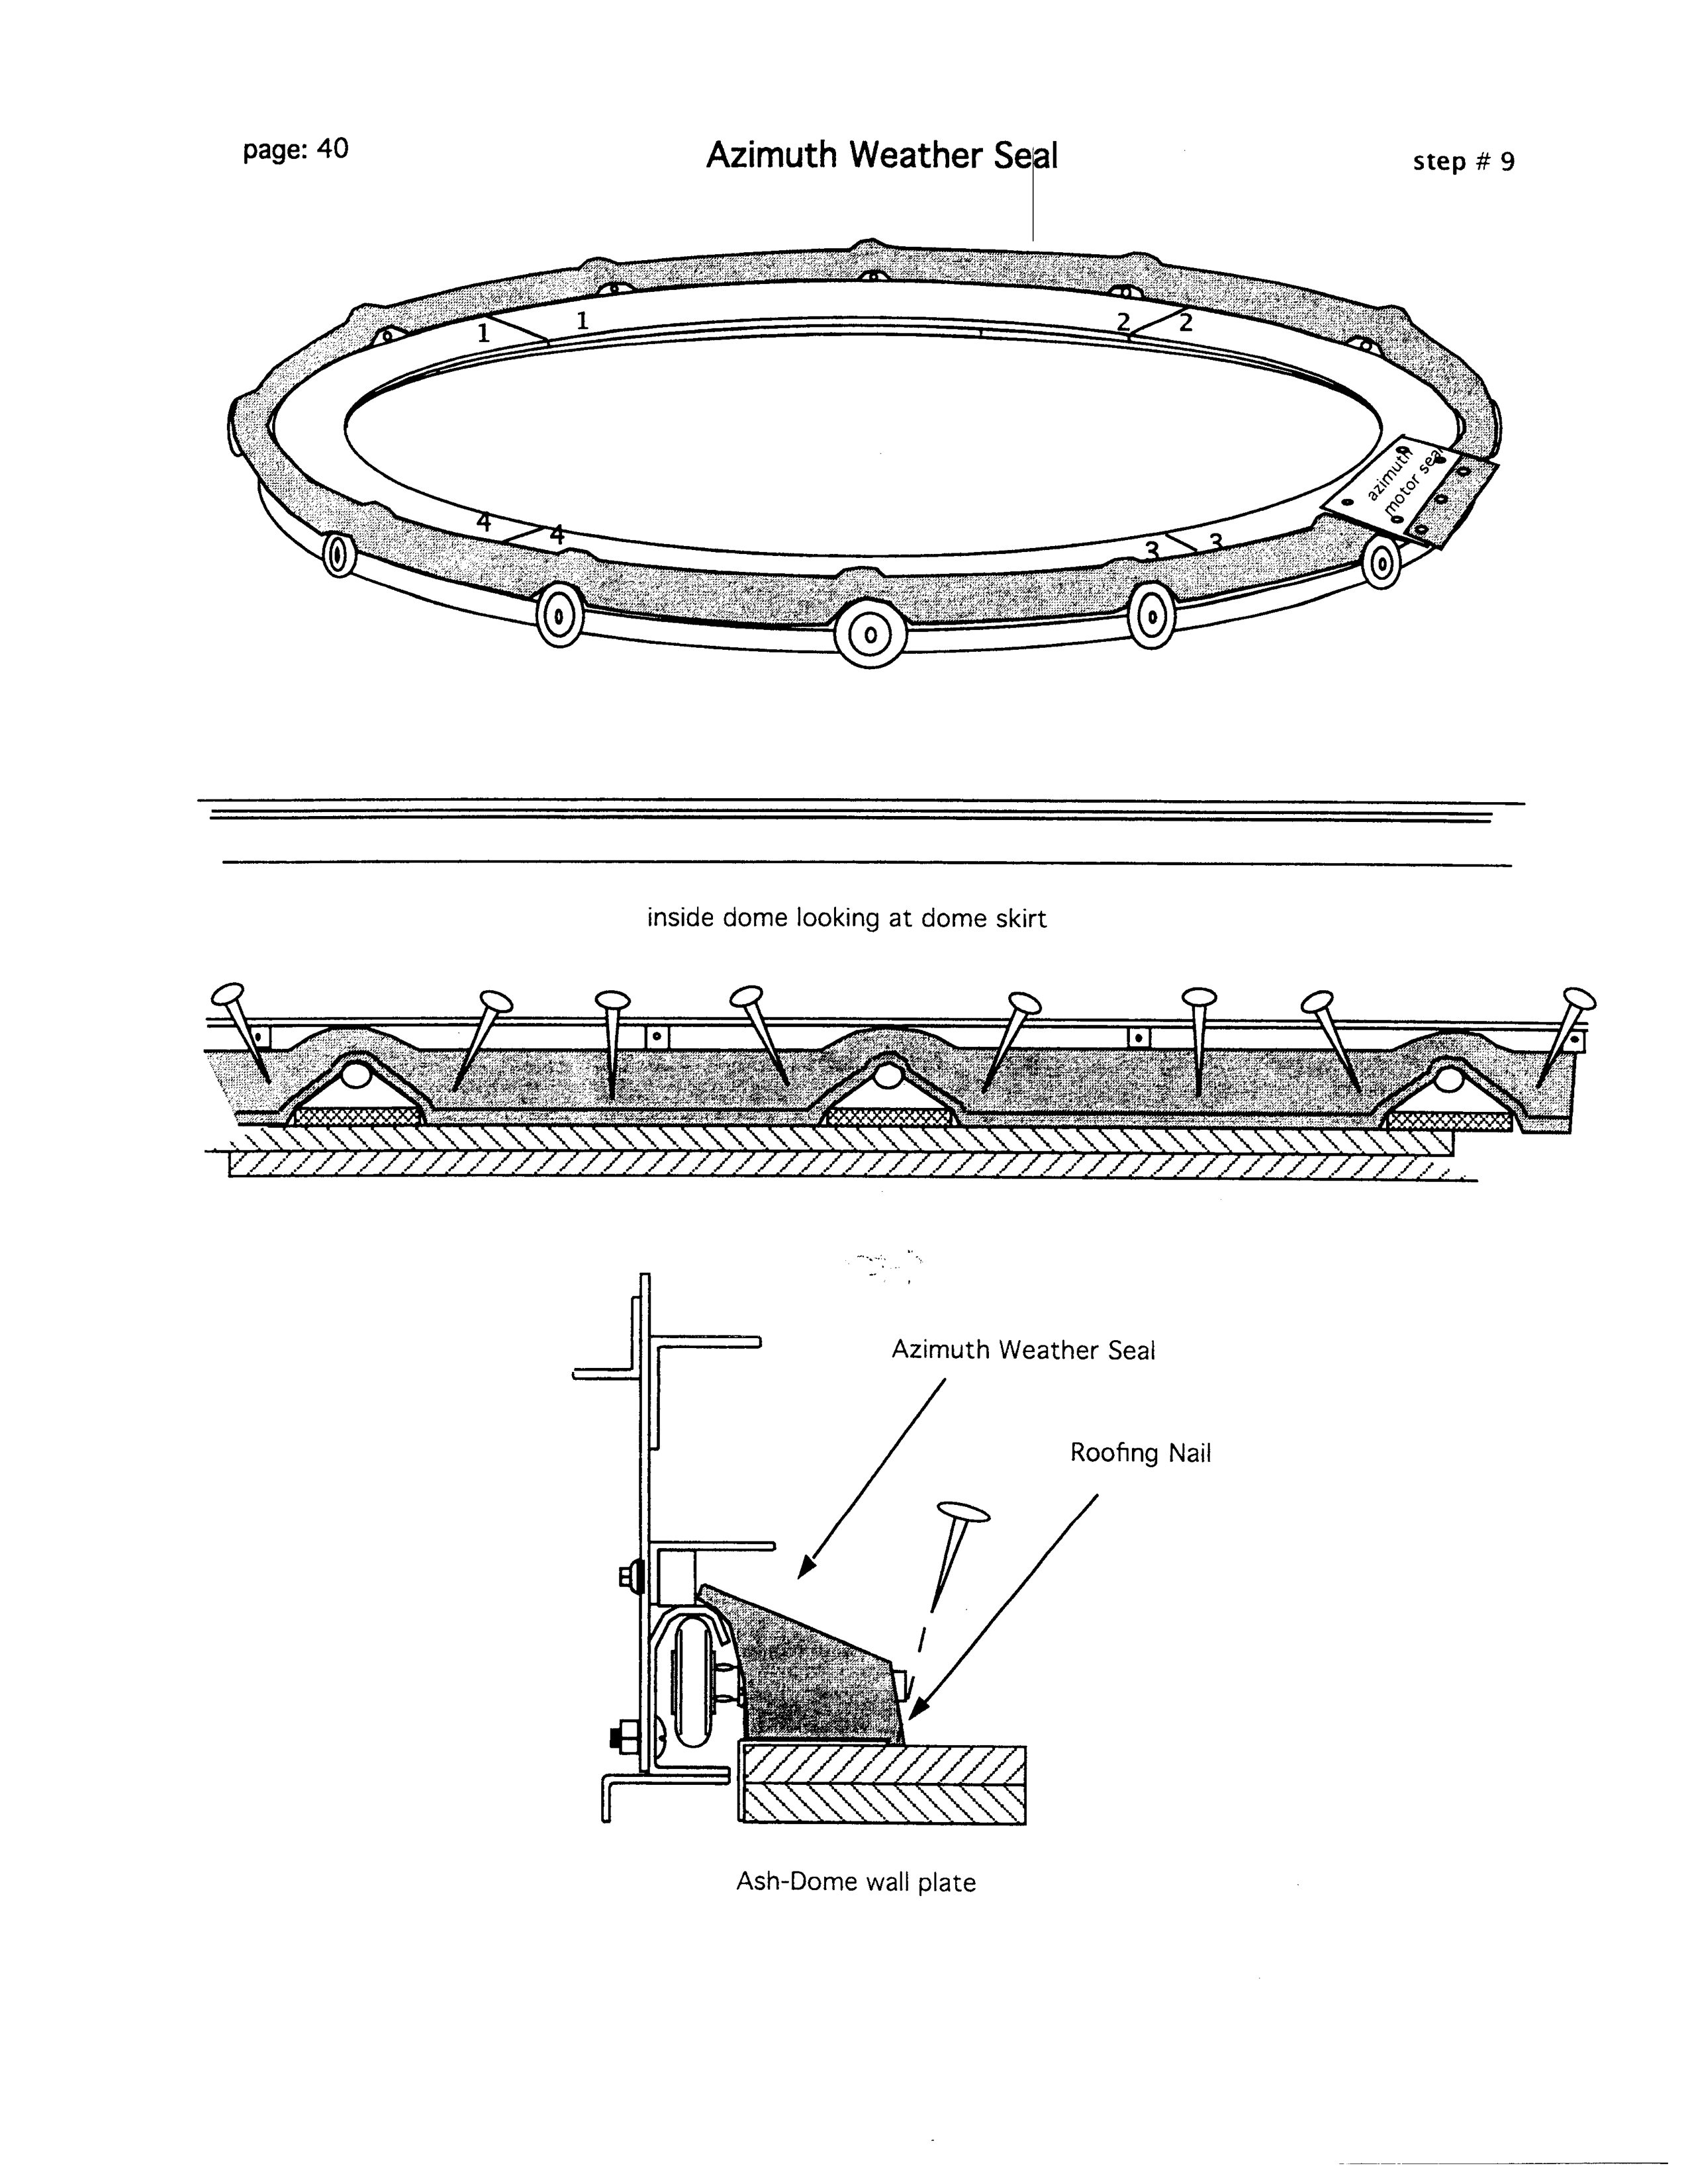 page: 40
Azimuth Weather Seal
step # 9
1
1
2
2
azimuth
motor seal
4
4
3
3
inside dome looking at dome skirt
Azimuth Weather Seal
Roofing Nail
Ash-Dome wall plate